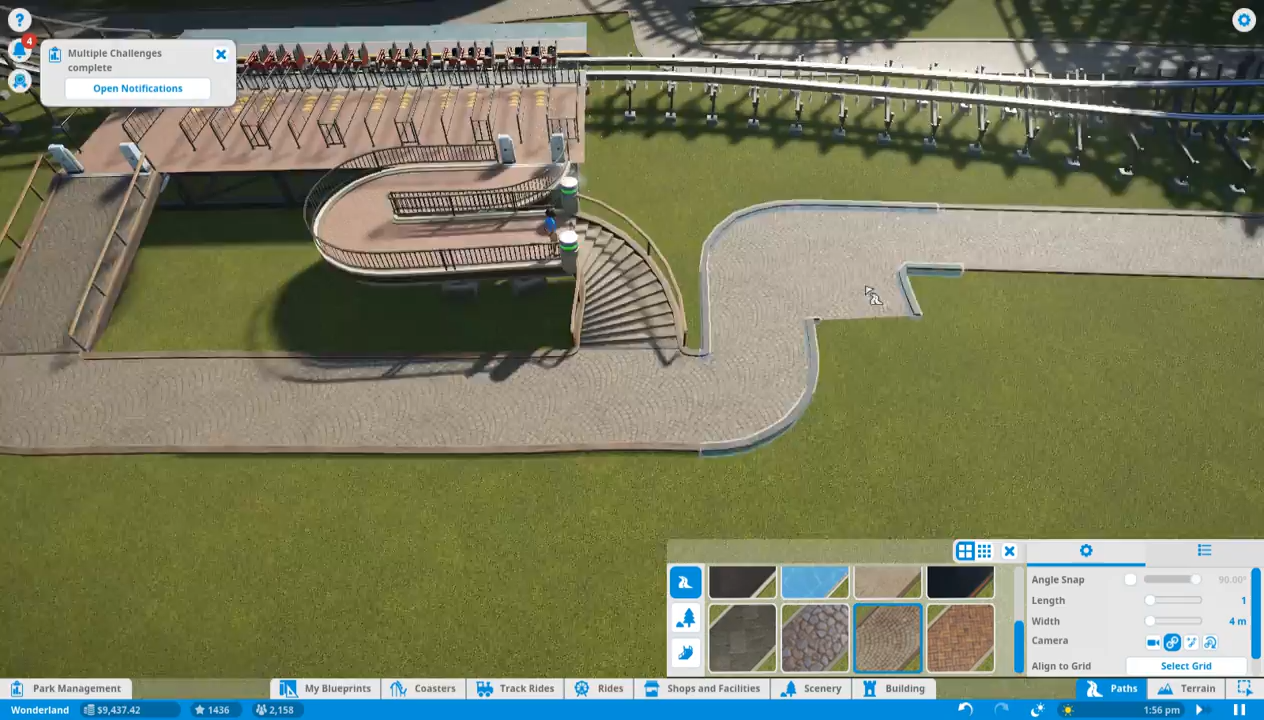 ?
4
Multiple Challenges
complete
Open Notifications
Angle Snap 90.00°
Length 1
Width 4 m
Camera
Align to Grid Select Grid
Park Management My Blueprints Coasters Track Rides Rides Shops and Facilities Scenery Building Paths Terrain
Wonderland $9,437.42 1436 2,158 1:56 pm